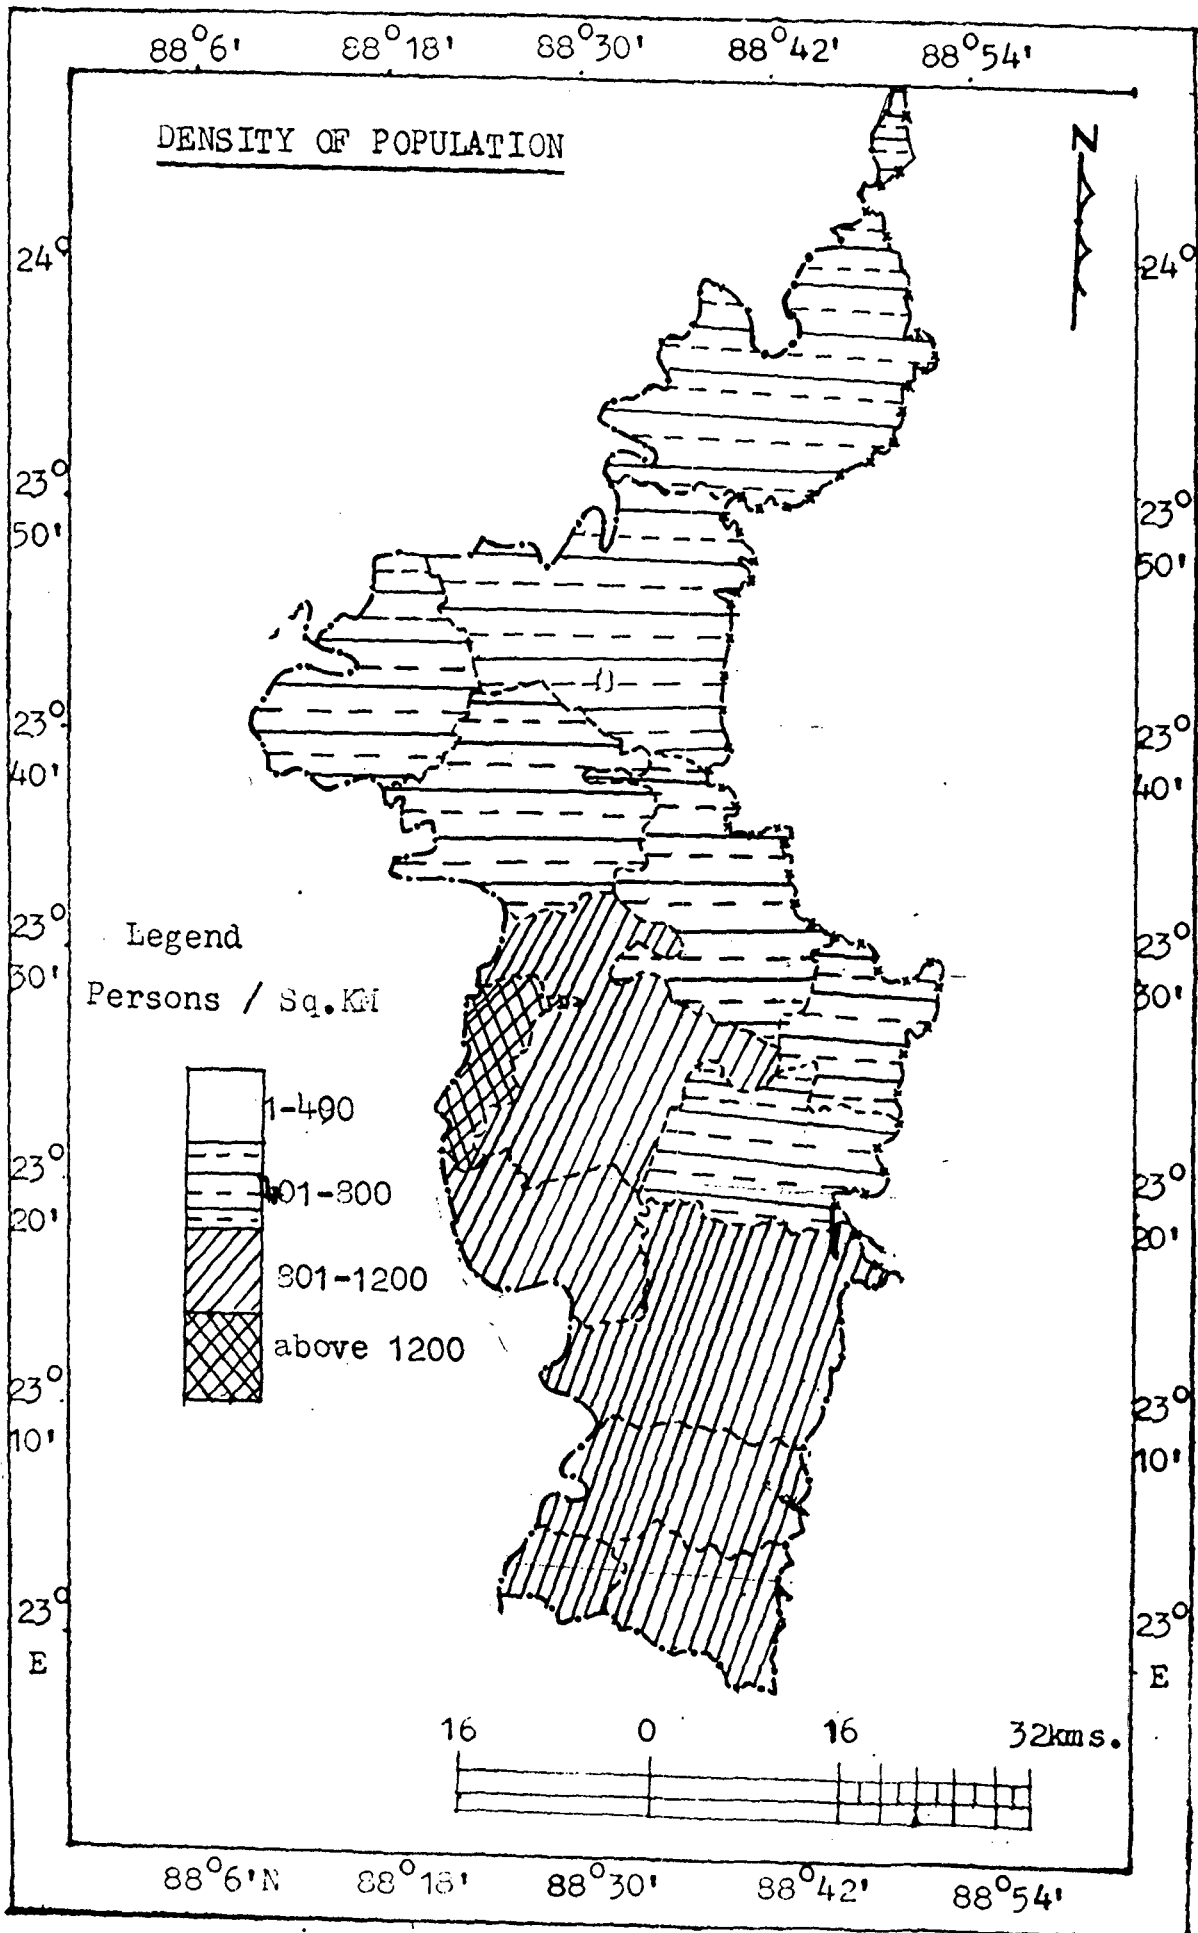 88°6' 88°18' 88°30' 88°42' 88°54'
DENSITY OF POPULATION
N
24° 24°
23° 23°
50' 50'
23° 23°
40' 40'
23° 23°
30' 30'
Legend
Persons / Sq.KM
1-400
01-800
801-1200
above 1200
23° 23°
20' 20'
23° 23°
10' 10'
23° 23°
E E
16 0 16 32kms.
88°6'N 88°18' 88°30' 88°42' 88°54'